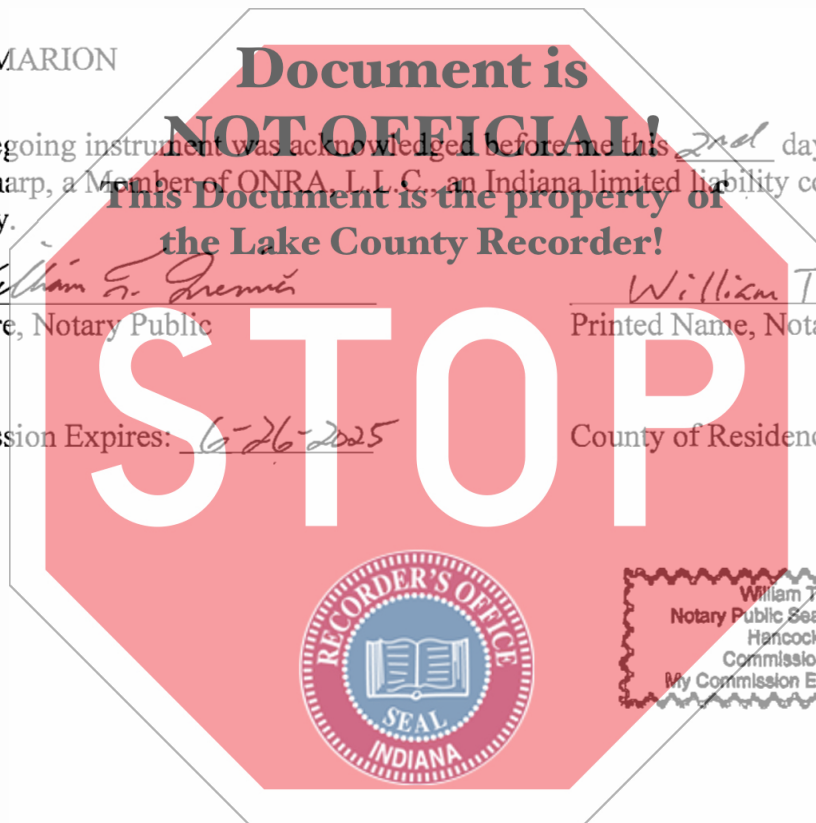 MARION
Document is
NOT OFFICIAL!
This Document is the property of
the Lake County Recorder!
egoing instrument was acknowledged before me this 2nd day
arp, a Member of ONRA, L.L.C., an Indiana limited liability co
y.
William T
e, Notary Public
Printed Name, Nota
STOP
ssion Expires: 6-26-2025
County of Residenc
RECORDER'S OFFICE
SEAL
INDIANA
William T
Notary Public Sea
Hancock
Commissio
My Commission E